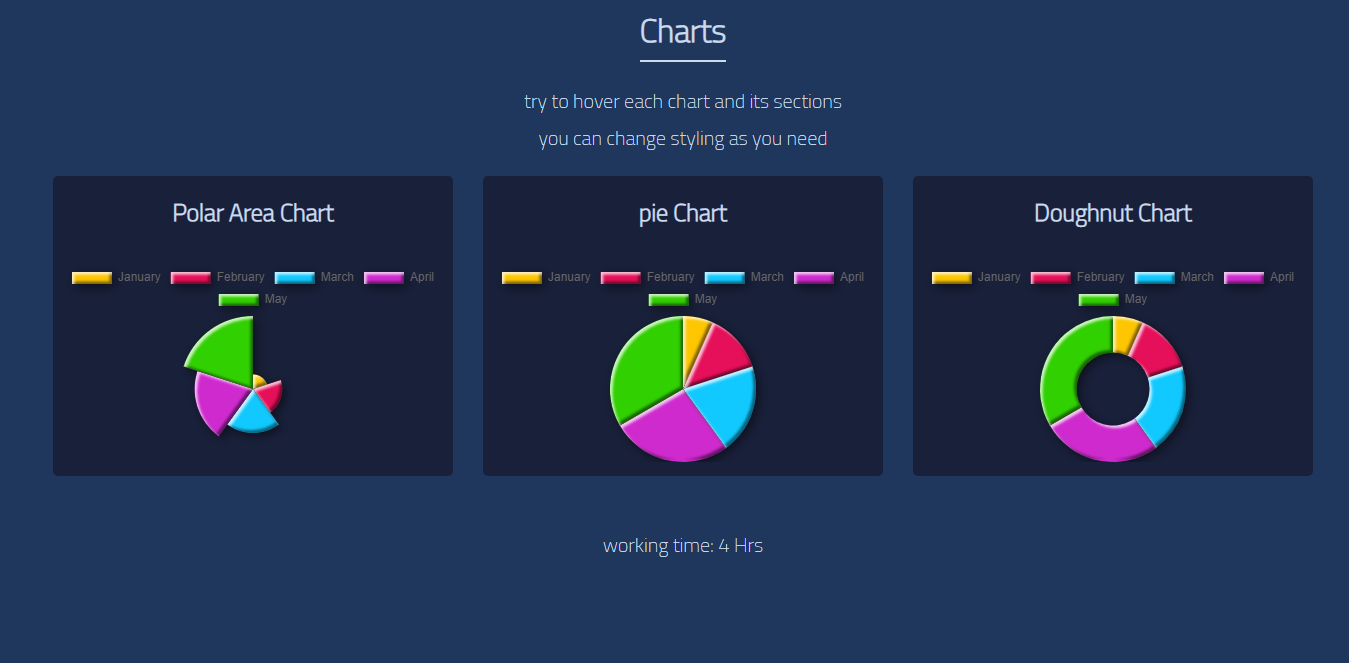 Charts
try to hover each chart and its sections
you can change styling as you need
Polar Area Chart
January February March April
May
pie Chart
January February March April
May
Doughnut Chart
January February March April
May
working time: 4 Hrs